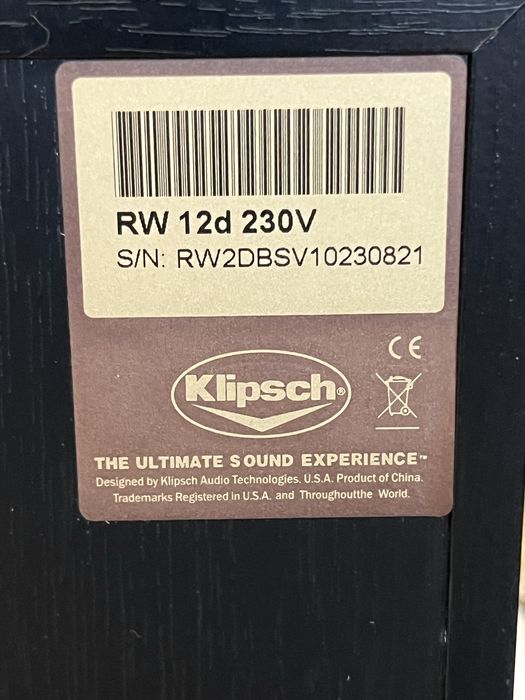 RW 12d 230V
S/N: RW2DBSV10230821
CE
Klipsch®
THE ULTIMATE SOUND EXPERIENCE™
Designed by Klipsch Audio Technologies. U.S.A. Product of China.
Trademarks Registered in U.S.A. and Throughoutthe World.